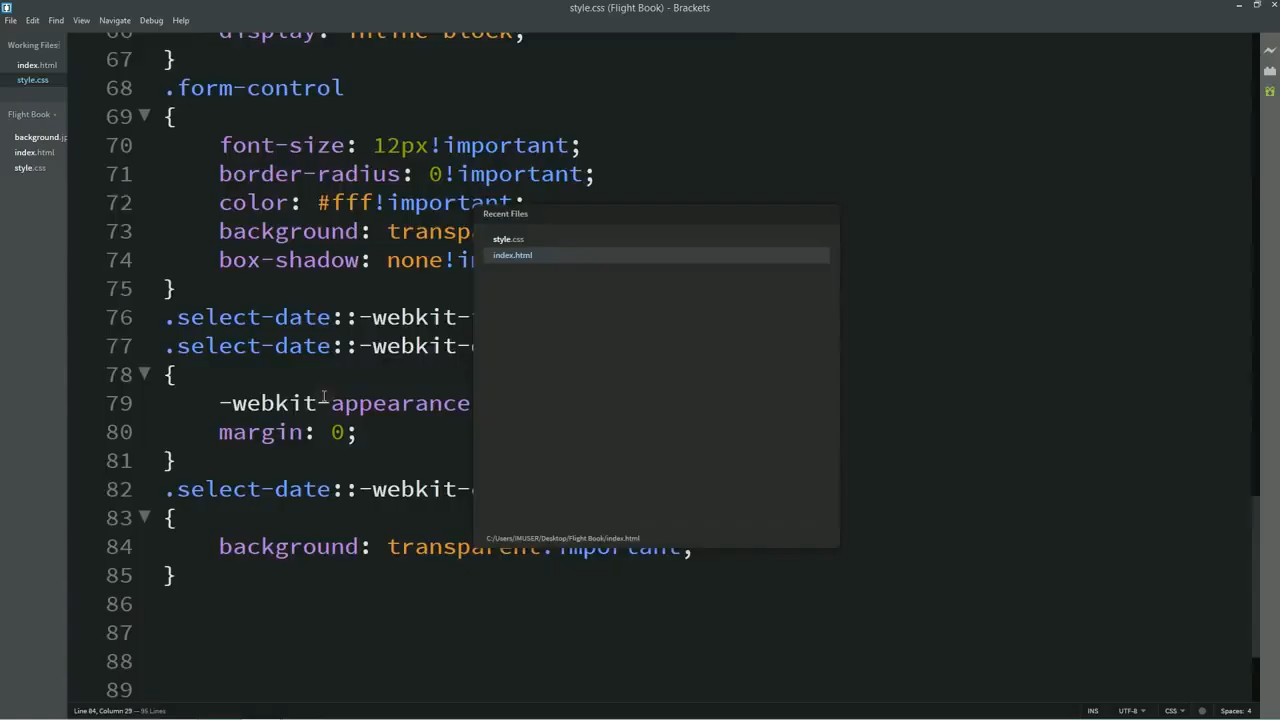 style.css (Flight Book) - Brackets
File Edit Find View Navigate Debug Help
Working Files
index.html
style.css
Flight Book
background.jp
index.html
style.css
66 display: inline-block;
67 }
68 .form-control
69 {
70 font-size: 12px!important;
71 border-radius: 0!important;
72 color: #fff!important;
73 background: transp
74 box-shadow: none!i
75 }
76 .select-date::-webkit-
77 .select-date::-webkit-
78 {
79 -webkit-appearance
80 margin: 0;
81 }
82 .select-date::-webkit-
83 {
84 background: transparent!important;
85 }
86
87
88
89
Recent Files
style.css
index.html
C:/Users/IMUSER/Desktop/Flight Book/index.html
Line 84, Column 29 — 95 Lines
INS UTF-8 CSS Spaces: 4